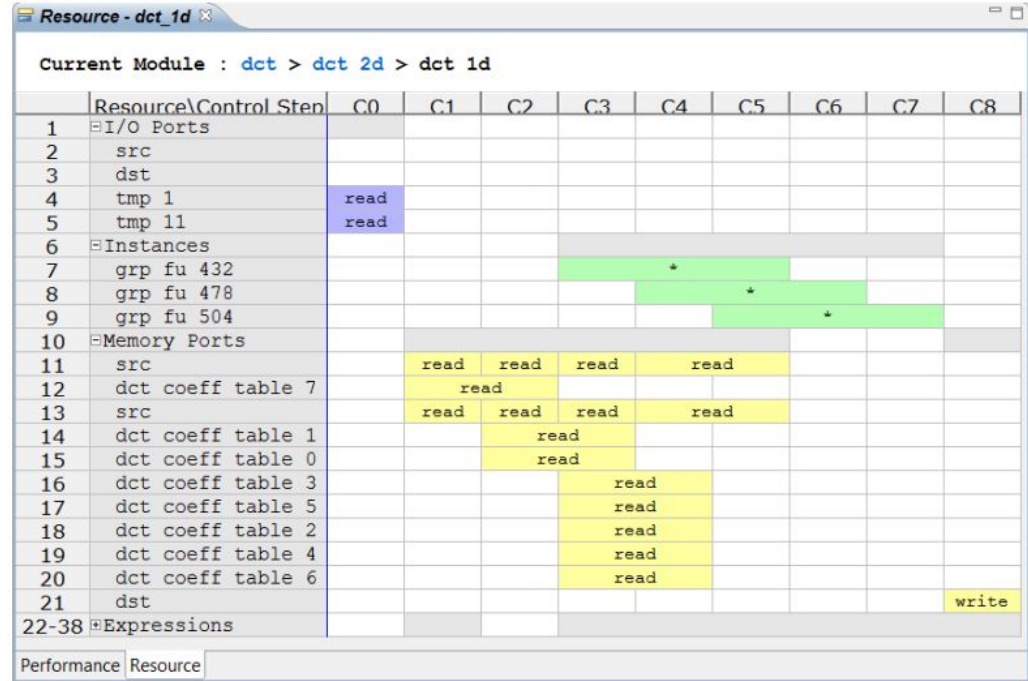 Resource - dct_1d
Current Module : dct > dct 2d > dct 1d
Resource\Control Step C0 C1 C2 C3 C4 C5 C6 C7 C8
1 I/O Ports
2 src
3 dst
4 tmp 1 read
5 tmp 11 read
6 Instances
7 grp fu 432 *
8 grp fu 478 *
9 grp fu 504 *
10 Memory Ports
11 src read read read read
12 dct coeff table 7 read
13 src read read read read
14 dct coeff table 1 read
15 dct coeff table 0 read
16 dct coeff table 3 read
17 dct coeff table 5 read
18 dct coeff table 2 read
19 dct coeff table 4 read
20 dct coeff table 6 read
21 dst write
22-38 Expressions
Performance Resource